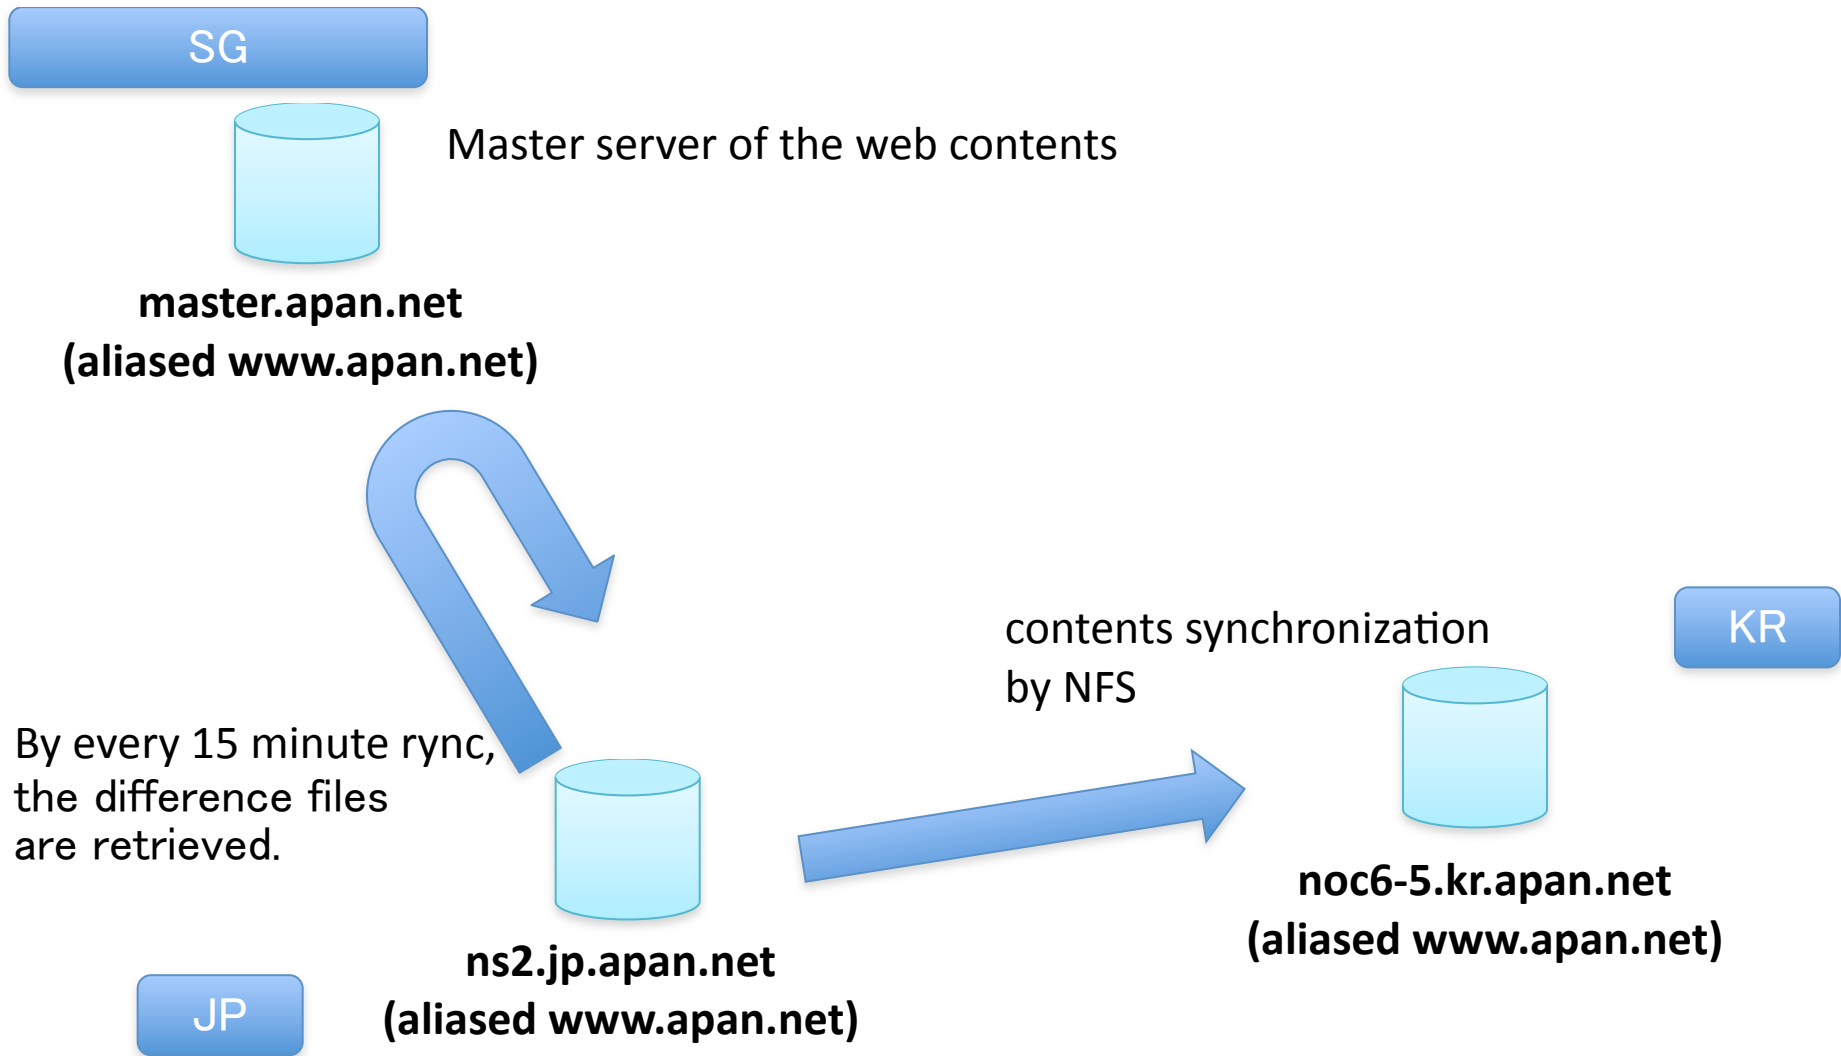 SG
Master server of the web contents
master.apan.net
(aliased www.apan.net)
contents synchronization
by NFS
KR
By every 15 minute rync,
the difference files
are retrieved.
noc6-5.kr.apan.net
(aliased www.apan.net)
ns2.jp.apan.net
(aliased www.apan.net)
JP